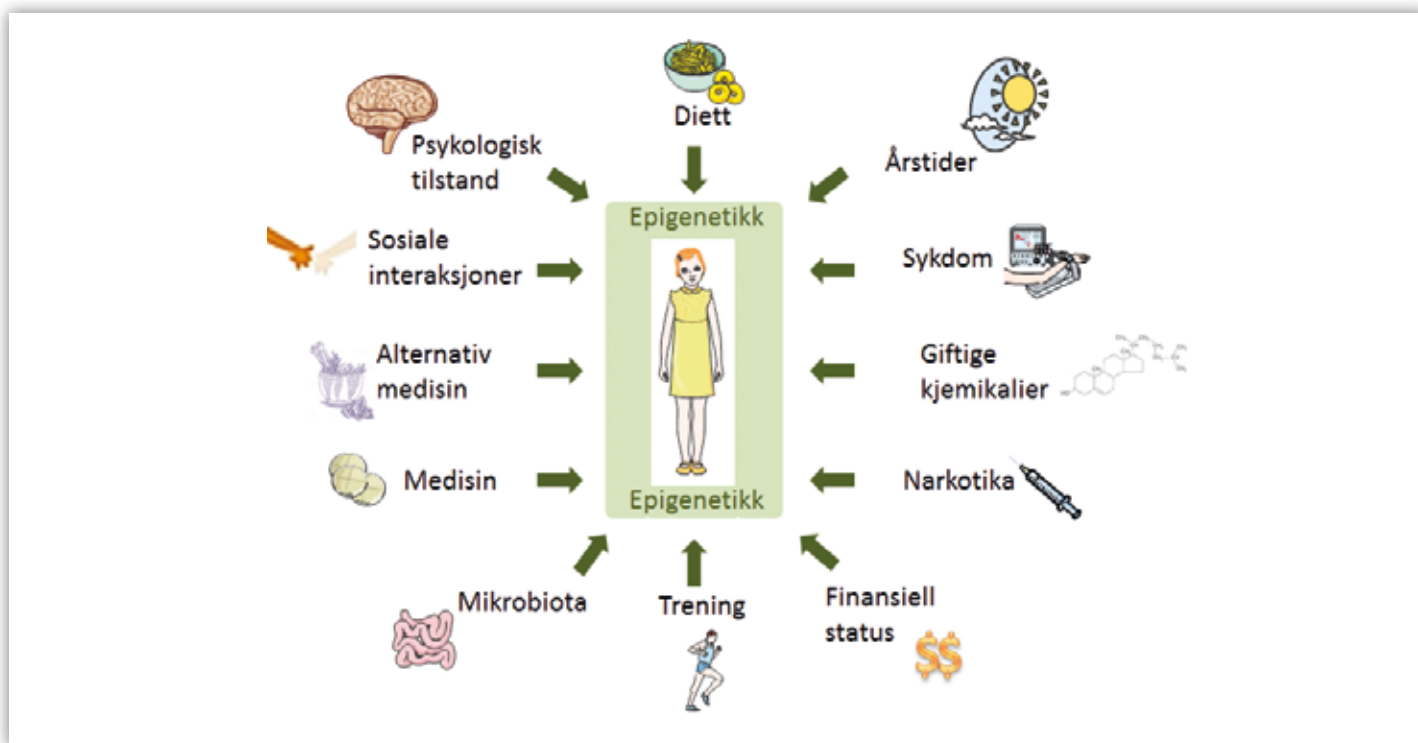 Diett
Psykologisk
tilstand
Årstider
Epigenetikk
Sosiale
interaksjoner
Sykdom
Alternativ
medisin
Giftige
kjemikalier
Medisin
Narkotika
Epigenetikk
Mikrobiota
Trening
Finansiell
status
$$